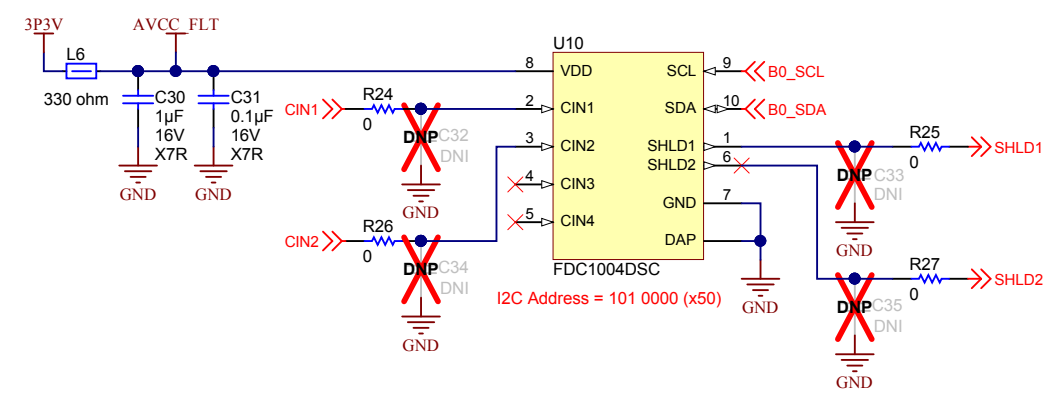 3P3V
AVCC_FLT
L6
330 ohm
C30
1µF
16V
X7R
GND
C31
0.1µF
16V
X7R
GND
CIN1
R24
0
DNP
C32
DNI
GND
CIN2
R26
0
DNP
C34
DNI
GND
U10
8 VDD
2 CIN1
3 CIN2
4 CIN3
5 CIN4
SCL 9
SDA 10
SHLD1 1
SHLD2 6
GND 7
DAP
FDC1004DSC
I2C Address = 101 0000 (x50)
B0_SCL
B0_SDA
GND
R25
0
SHLD1
DNP
C33
DNI
GND
R27
0
SHLD2
DNP
C35
DNI
GND